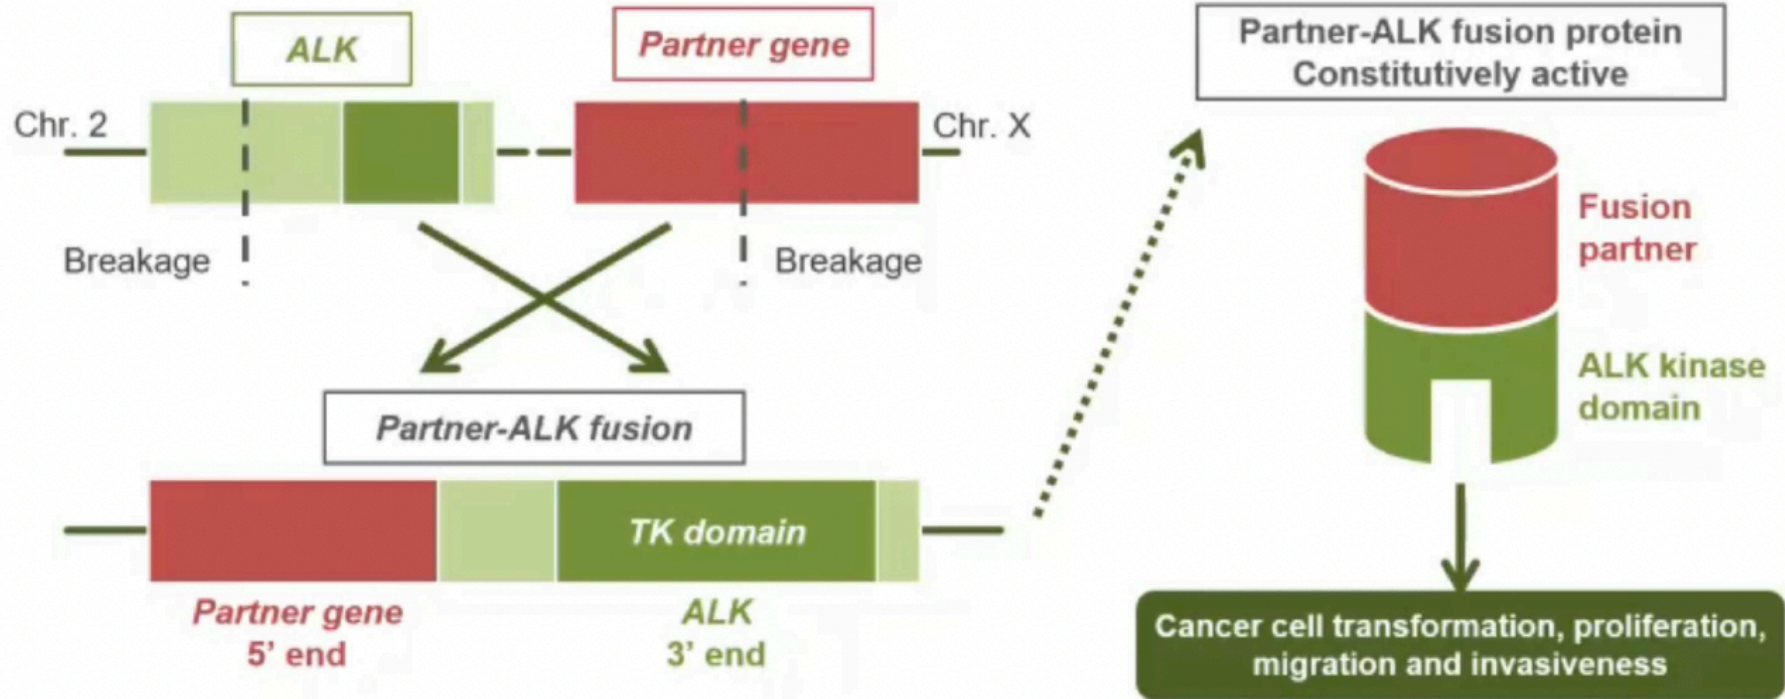 ALK
Partner gene
Chr. 2
Chr. X
Breakage
Breakage
Partner-ALK fusion
TK domain
Partner gene
5’ end
ALK
3’ end
Partner-ALK fusion protein
Constitutively active
Fusion
partner
ALK kinase
domain
Cancer cell transformation, proliferation,
migration and invasiveness